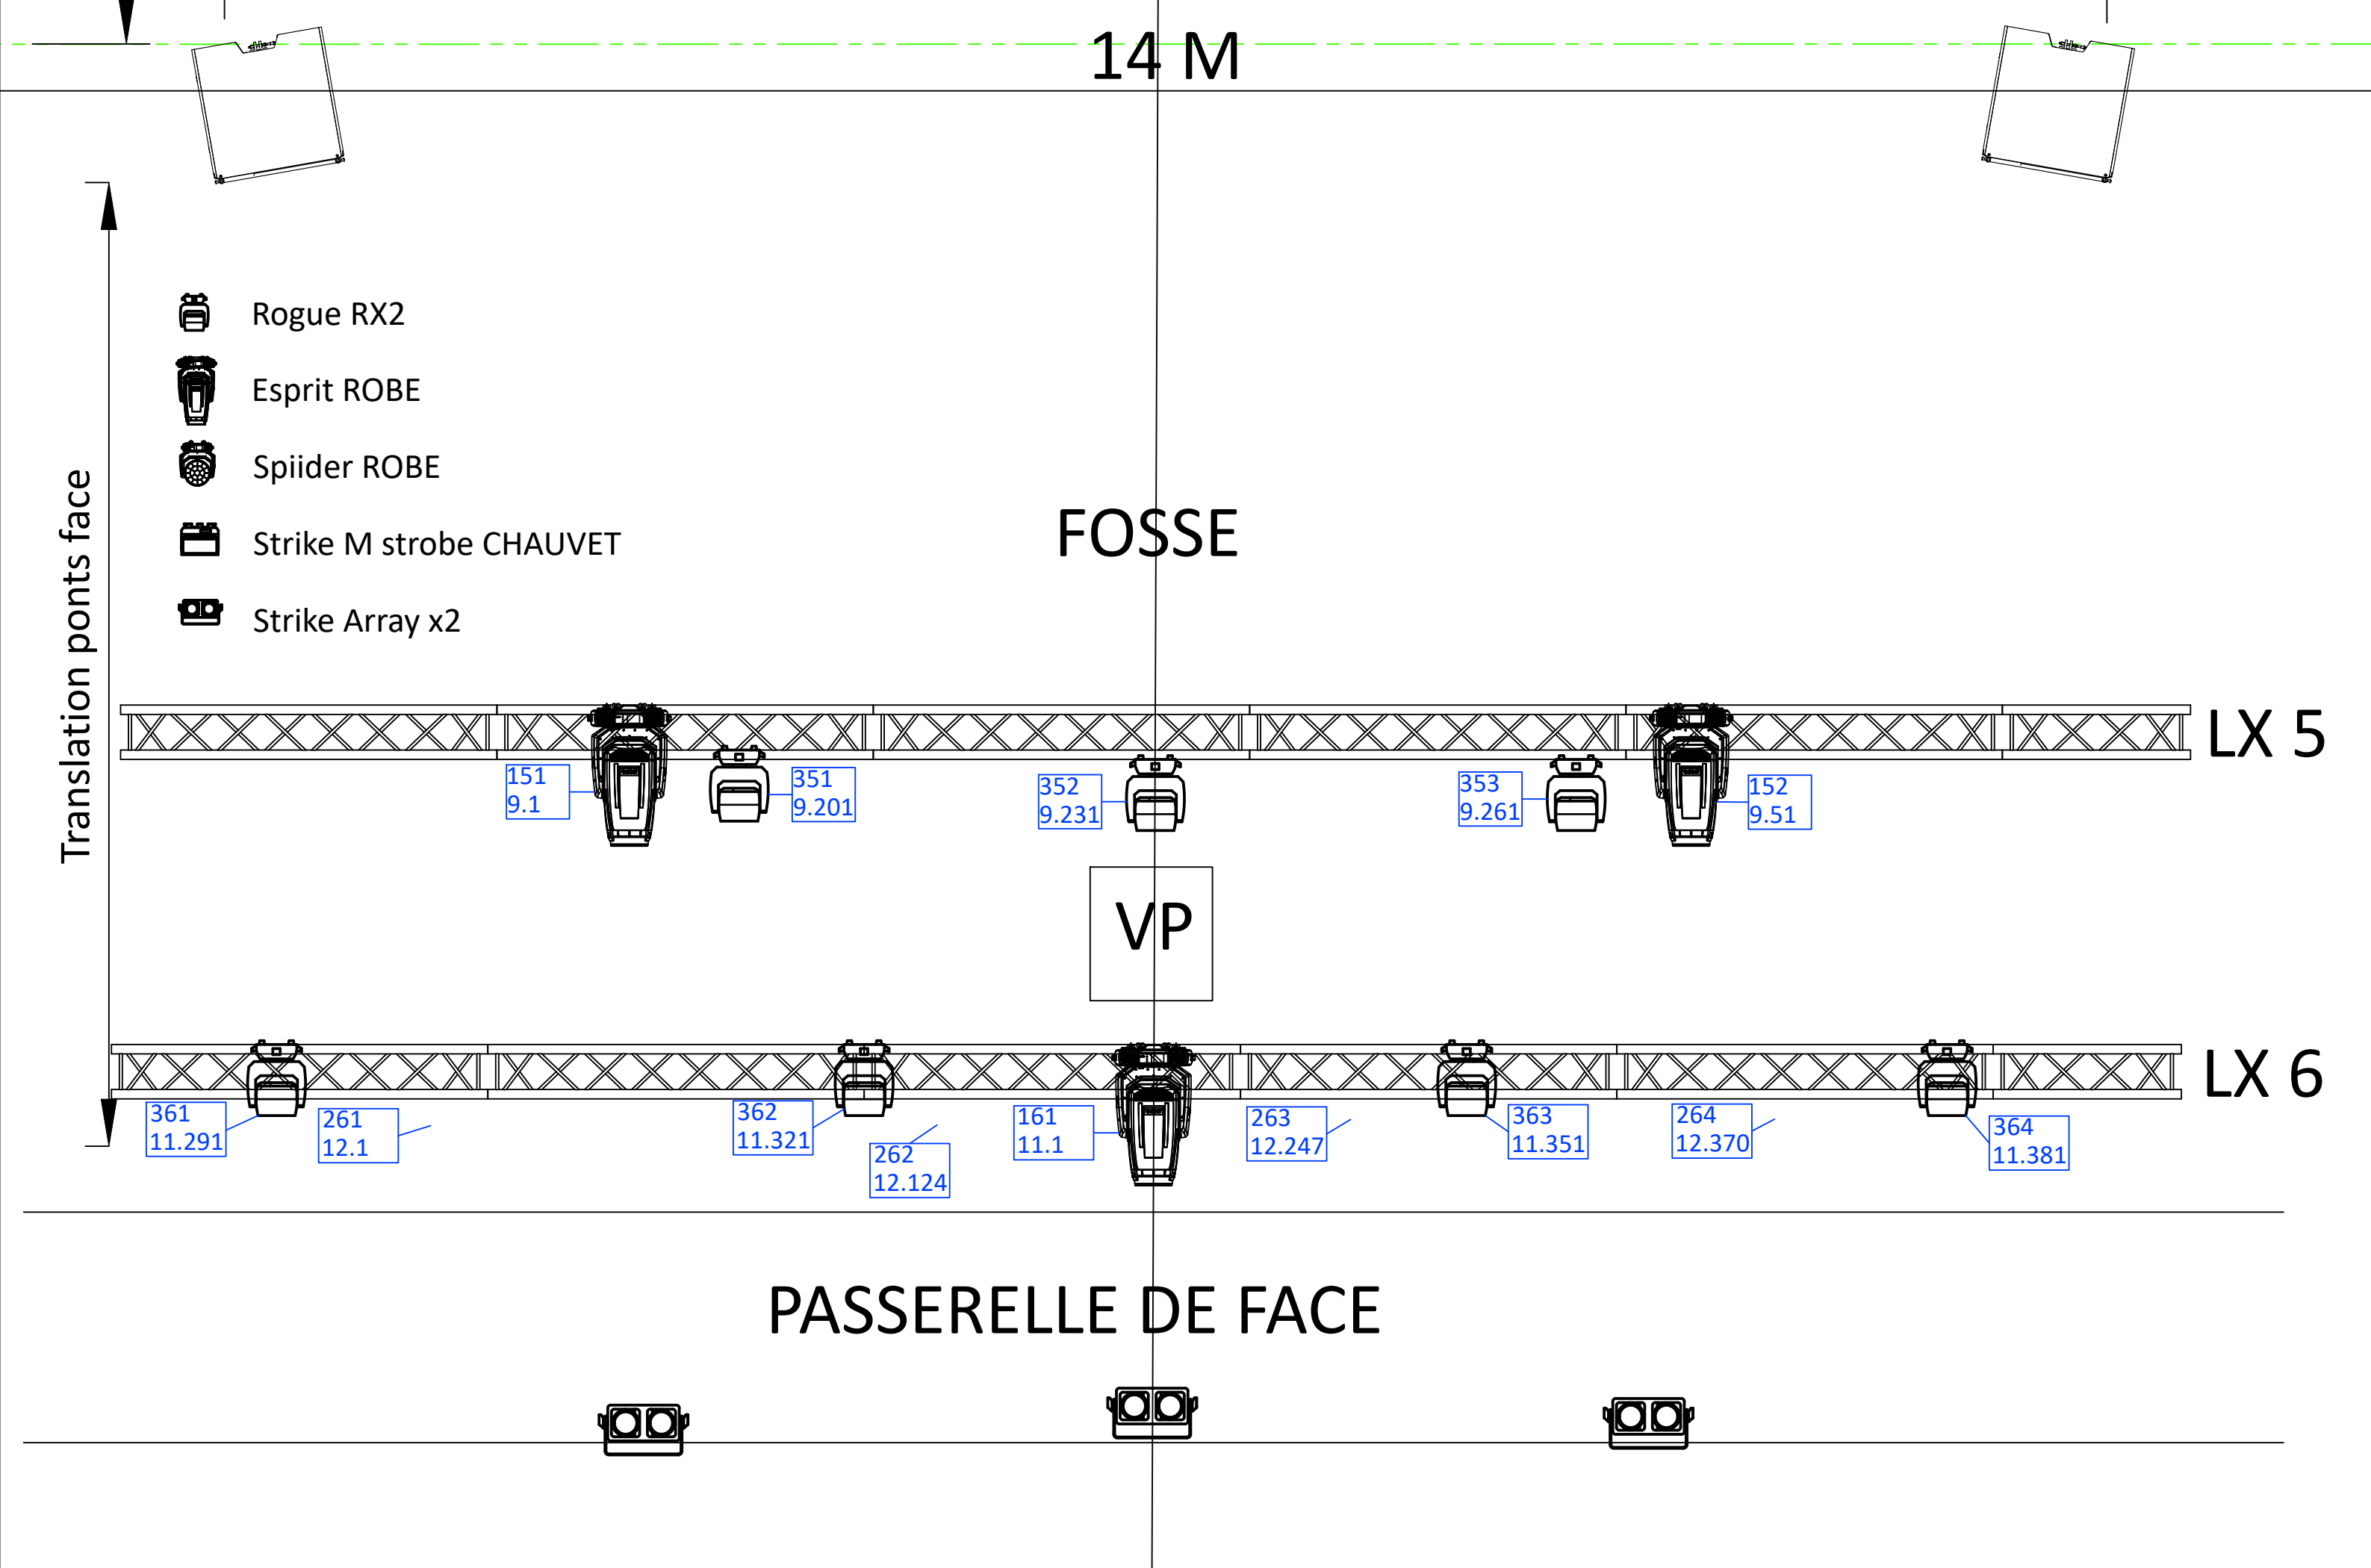 14 M
Rogue RX2
Esprit ROBE
Spiider ROBE
Strike M strobe CHAUVET
Strike Array x2
Translation ponts face
FOSSE
LX 5
151
9.1
351
9.201
352
9.231
353
9.261
152
9.51
VP
LX 6
361
11.291
261
12.1
362
11.321
262
12.124
161
11.1
263
12.247
363
11.351
264
12.370
364
11.381
PASSERELLE DE FACE